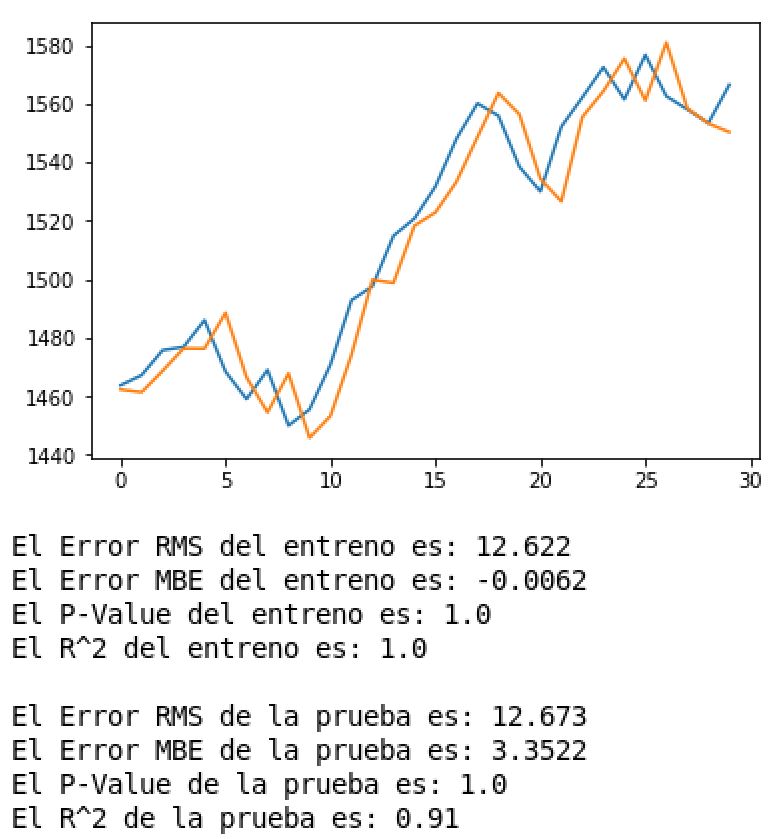 1580
1560
1540
1520
1500
1480
1460
1440
0 5 10 15 20 25 30
El Error RMS del entreno es: 12.622
El Error MBE del entreno es: -0.0062
El P-Value del entreno es: 1.0
El R^2 del entreno es: 1.0
El Error RMS de la prueba es: 12.673
El Error MBE de la prueba es: 3.3522
El P-Value de la prueba es: 1.0
El R^2 de la prueba es: 0.91